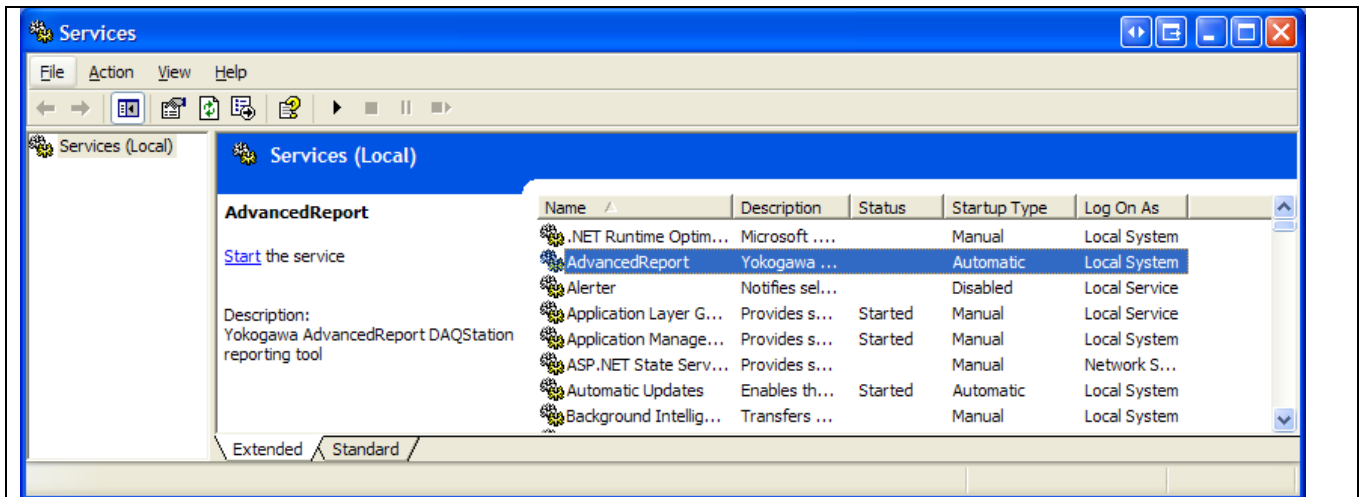 Services
File Action View Help
Services (Local)
Services (Local)
AdvancedReport
Start the service
Description:
Yokogawa AdvancedReport DAQStation
reporting tool
Name Description Status Startup Type Log On As
.NET Runtime Optim... Microsoft .... Manual Local System
AdvancedReport Yokogawa ... Automatic Local System
Alerter Notifies sel... Disabled Local Service
Application Layer G... Provides s... Started Manual Local Service
Application Manage... Provides s... Started Manual Local System
ASP.NET State Serv... Provides s... Manual Network S...
Automatic Updates Enables th... Started Automatic Local System
Background Intellig... Transfers ... Manual Local System
Extended Standard